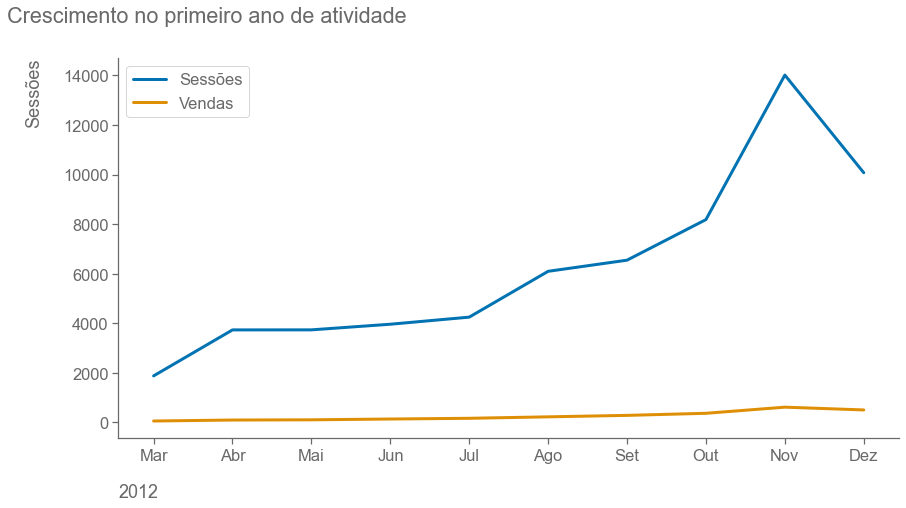 Crescimento no primeiro ano de atividade
Sessões
Sessões
Vendas
14000
12000
10000
8000
6000
4000
2000
0
Mar Abr Mai Jun Jul Ago Set Out Nov Dez
2012